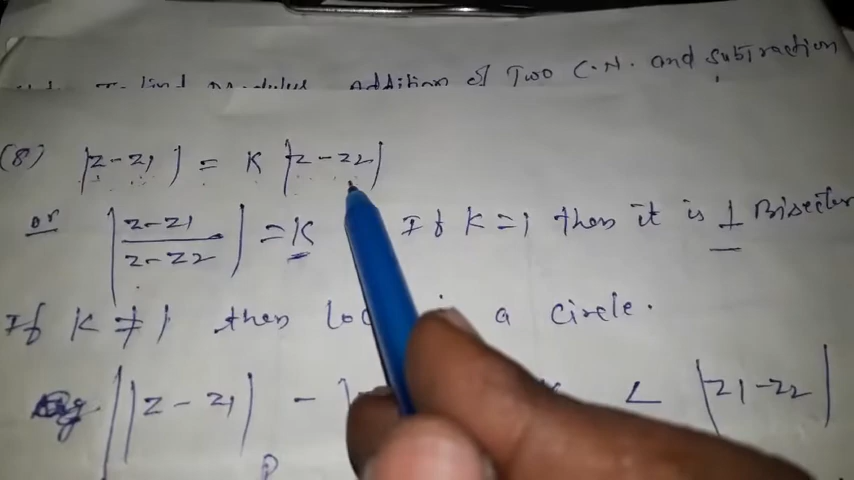 addition of Two C.N. and subtraction
(8) |z - z1| = K |z - z2|
or |z-z1 / z-z2| = K If K = 1 then it is ⊥ Bisector
If K ≠ 1 then a circle.
||z - z1| - < |z1 - z2|
P